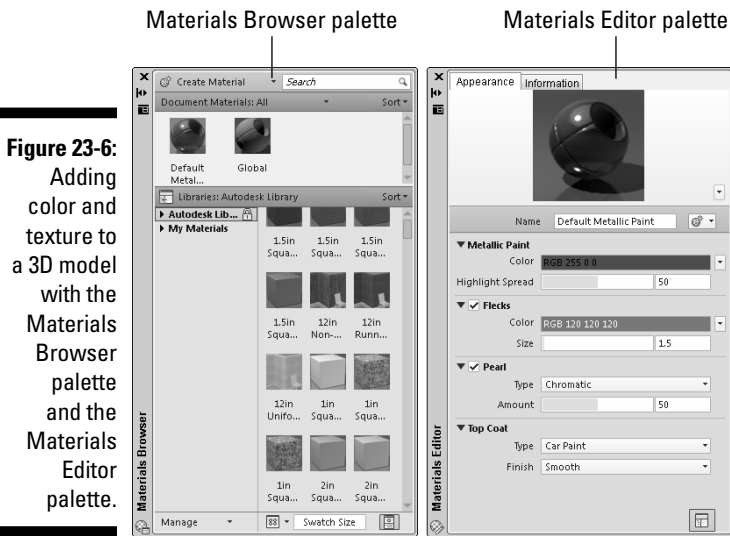 Materials Browser palette
Materials Editor palette
Figure 23-6:
Adding
color and
texture to
a 3D model
with the
Materials
Browser
palette
and the
Materials
Editor
palette.
Create Material
Search
Document Materials: All
Sort
Default
Metal...
Global
Libraries: Autodesk Library
Sort
Autodesk Lib...
My Materials
1.5in Squa...
1.5in Squa...
1.5in Squa...
1.5in Squa...
12in Non-...
12in Runn...
12in Unifo...
1in Squa...
1in Squa...
1in Squa...
2in Squa...
2in Squa...
Manage
Swatch Size
Materials Browser
Appearance
Information
Name
Default Metallic Paint
Metallic Paint
Color
RGB 255 0 0
Highlight Spread
50
Flecks
Color
RGB 120 120 120
Size
1.5
Pearl
Type
Chromatic
Amount
50
Top Coat
Type
Car Paint
Finish
Smooth
Materials Editor